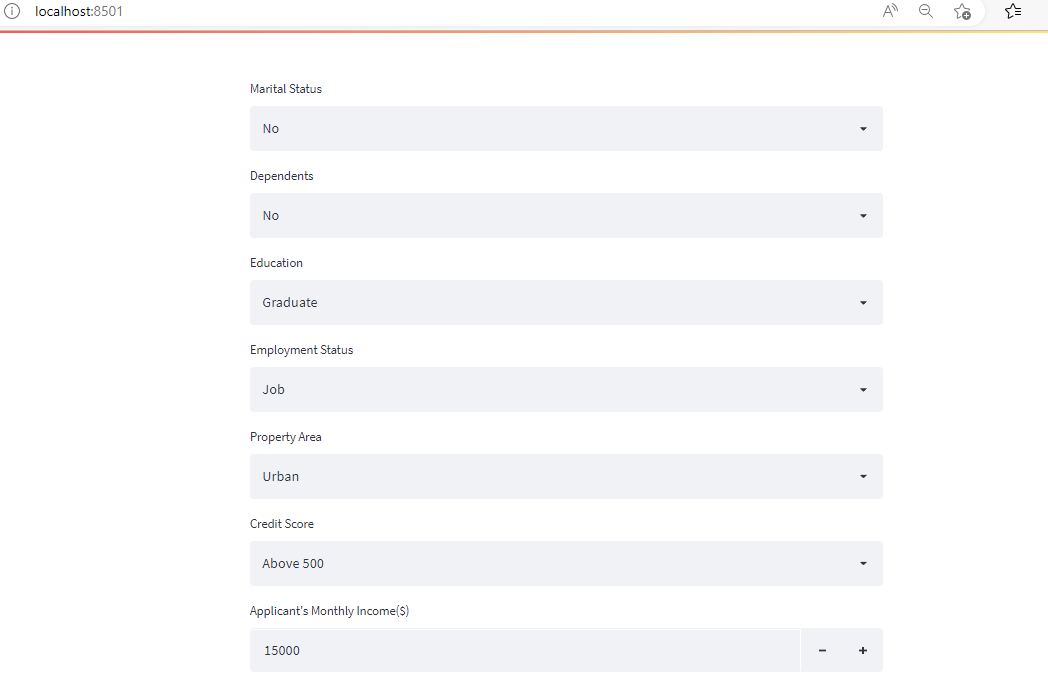 localhost:8501
Marital Status
No
Dependents
No
Education
Graduate
Employment Status
Job
Property Area
Urban
Credit Score
Above 500
Applicant's Monthly Income($)
15000